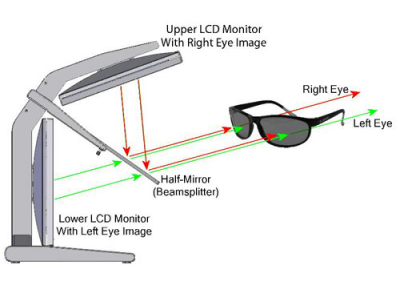 Upper LCD Monitor
With Right Eye Image
Right Eye
Left Eye
Half-Mirror
(Beamsplitter)
Lower LCD Monitor
With Left Eye Image